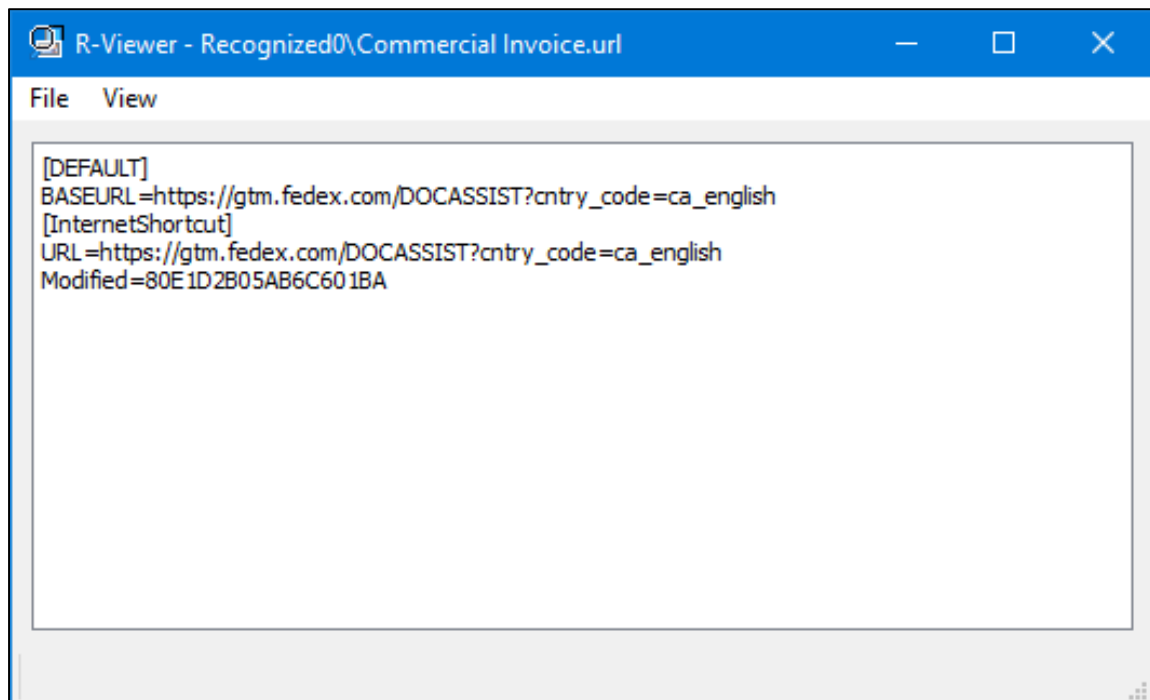 R-Viewer - Recognized0\Commercial Invoice.url
File View
[DEFAULT]
BASEURL=https://gtm.fedex.com/DOCASSIST?cntry_code=ca_english
[InternetShortcut]
URL=https://gtm.fedex.com/DOCASSIST?cntry_code=ca_english
Modified=80E1D2B05AB6C601BA